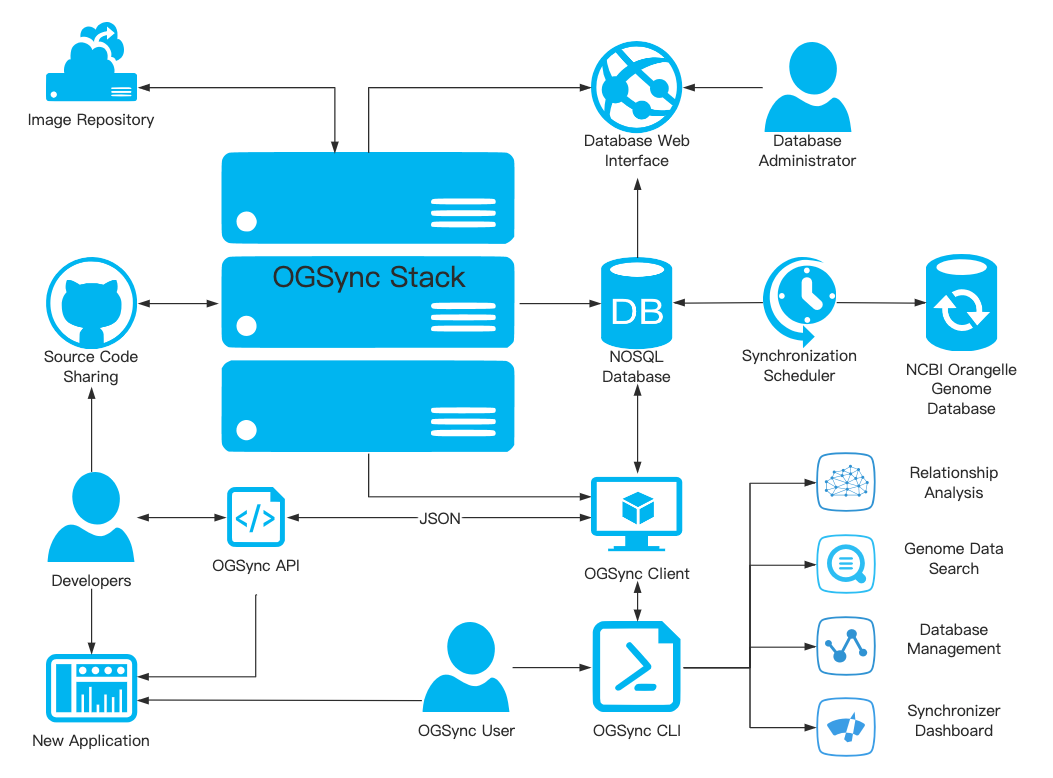 Image Repository
Database Web
Interface
Database
Administrator
OGSync Stack
DB
Source Code
Sharing
NOSQL
Database
Synchronization
Scheduler
NCBI Orangelle
Genome
Database
Relationship
Analysis
</>
JSON
Developers
OGSync API
OGSync Client
Genome Data
Search
Database
Management
New Application
OGSync User
OGSync CLI
Synchronizer
Dashboard